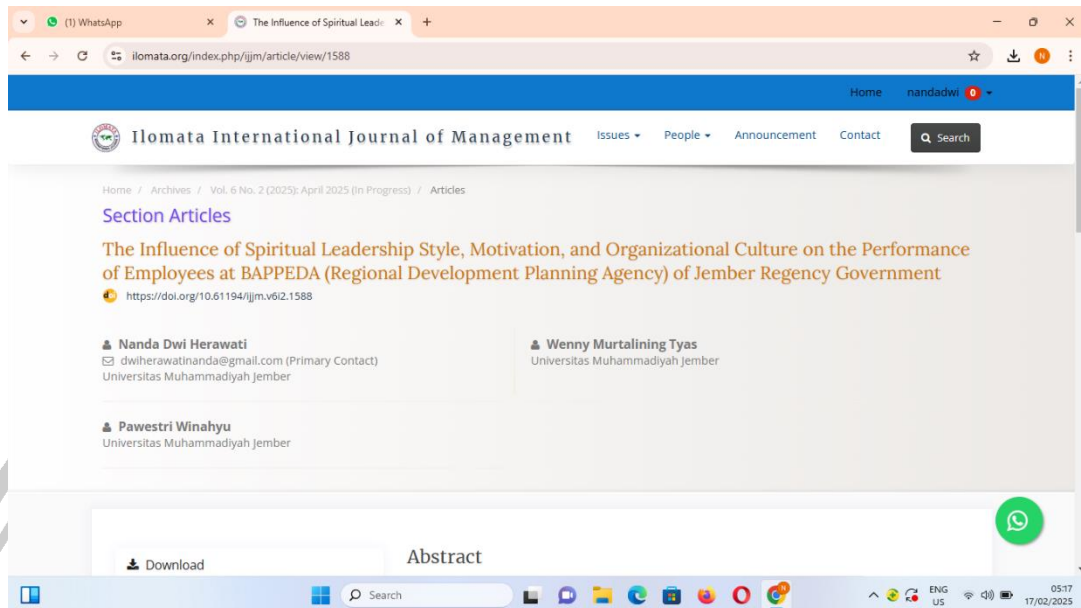 (1) WhatsApp
The Influence of Spiritual Leade
ilomata.org/index.php/ijjm/article/view/1588
N
Home nandadwi 0
Ilomata International Journal of Management Issues People Announcement Contact Search
Home / Archives / Vol. 6 No. 2 (2025): April 2025 (In Progress) / Articles
Section Articles
The Influence of Spiritual Leadership Style, Motivation, and Organizational Culture on the Performance
of Employees at BAPPEDA (Regional Development Planning Agency) of Jember Regency Government
https://doi.org/10.61194/ijjm.v6i2.1588
Nanda Dwi Herawati
dwiherawatinanda@gmail.com (Primary Contact)
Universitas Muhammadiyah Jember
Wenny Murtalining Tyas
Universitas Muhammadiyah Jember
Pawestri Winahyu
Universitas Muhammadiyah Jember
Download
Abstract
Search
ENG
US
05:17
17/02/2025